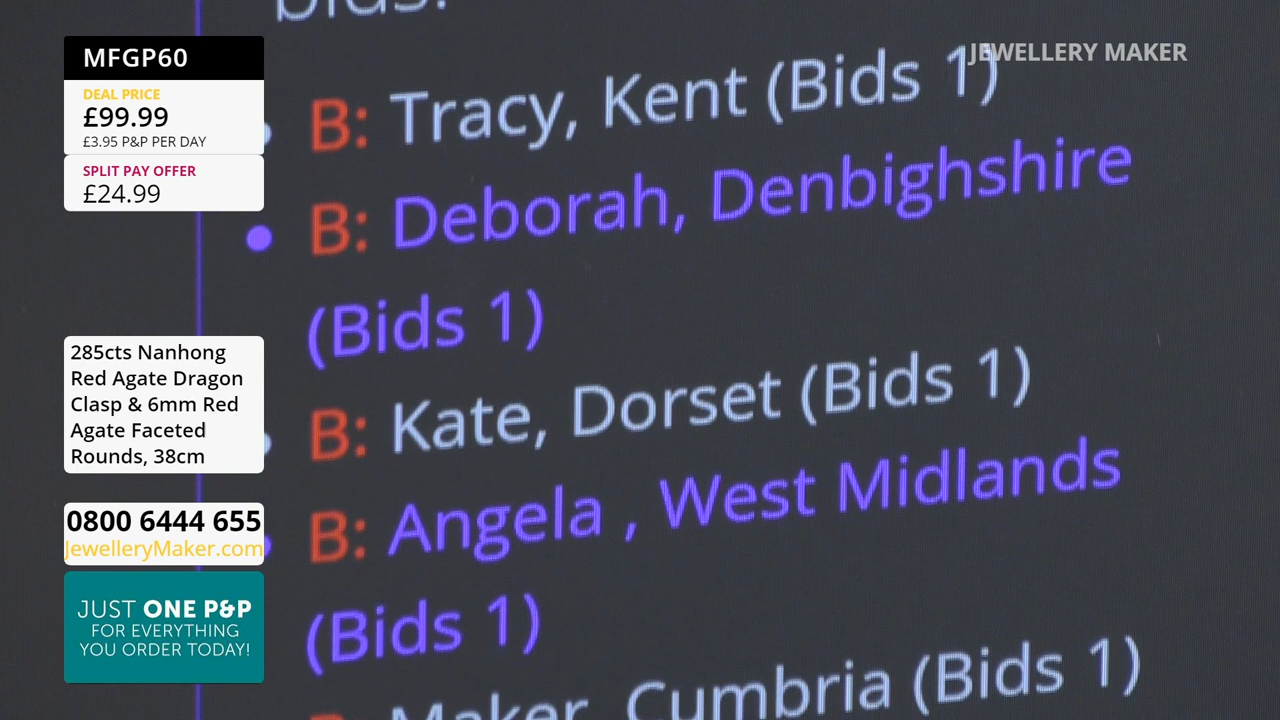 MFGP60
DEAL PRICE
£99.99
£3.95 P&P PER DAY
SPLIT PAY OFFER
£24.99
285cts Nanhong
Red Agate Dragon
Clasp & 6mm Red
Agate Faceted
Rounds, 38cm
0800 6444 655
JewelleryMaker.com
JUST ONE P&P
FOR EVERYTHING
YOU ORDER TODAY!
JEWELLERY MAKER
bids.
B: Tracy, Kent (Bids 1)
B: Deborah, Denbighshire
(Bids 1)
B: Kate, Dorset (Bids 1)
B: Angela , West Midlands
(Bids 1)
B: Maker, Cumbria (Bids 1)